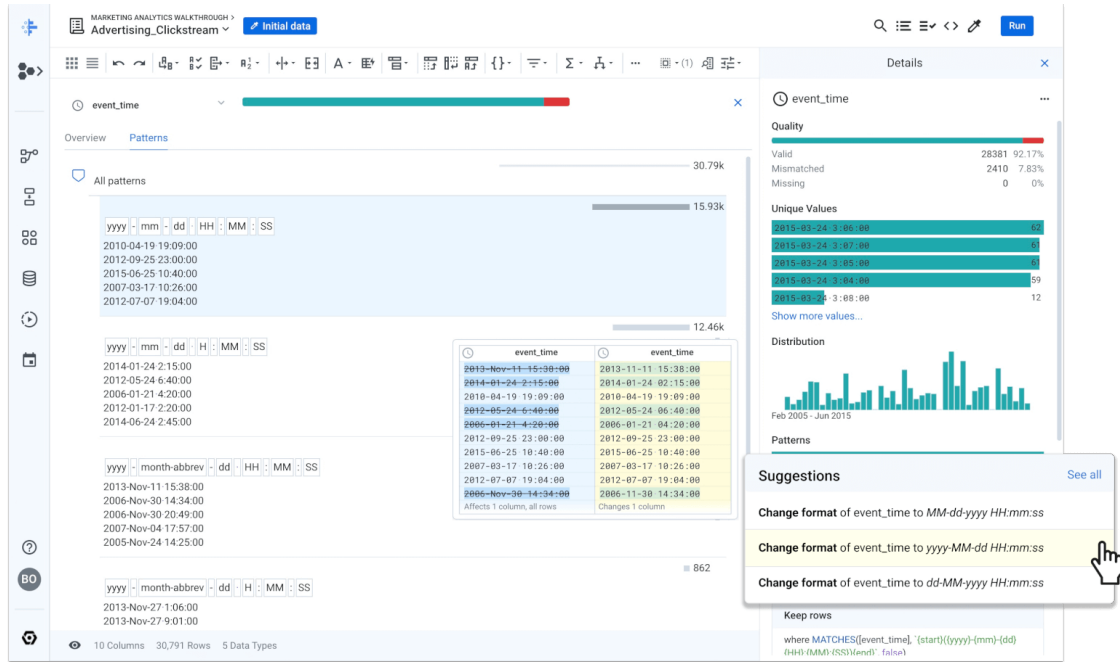 MARKETING ANALYTICS WALKTHROUGH >
Advertising_Clickstream
Initial data
Run
A
(1)
Details
event_time
Overview
Patterns
All patterns
30.79k
15.93k
yyyy - mm - dd · HH : MM : SS
2010-04-19 19:09:00
2012-09-25 23:00:00
2015-06-25 10:40:00
2007-03-17 10:26:00
2012-07-07 19:04:00
12.46k
yyyy - mm - dd · H : MM : SS
2014-01-24 2:15:00
2012-05-24 6:40:00
2006-01-21 4:20:00
2012-01-17 2:20:00
2014-06-24 2:45:00
yyyy - month-abbrev - dd · HH : MM : SS
2013-Nov-11·15:38:00
2006-Nov-30·14:34:00
2006-Nov-30 20:49:00
2007-Nov-04 17:57:00
2005-Nov-24 14:25:00
862
yyyy - month-abbrev - dd · H : MM : SS
2013-Nov-27·1:06:00
2013-Nov-27 9:01:00
event_time event_time
2013-Nov-11·15:38:00 2013-11-11·15:38:00
2014-01-24·2:15:00 2014-01-24·02:15:00
2010-04-19·19:09:00 2010-04-19·19:09:00
2012-05-24·6:40:00 2012-05-24·06:40:00
2006-01-21·4:20:00 2006-01-21·04:20:00
2012-09-25·23:00:00 2012-09-25·23:00:00
2015-06-25·10:40:00 2015-06-25·10:40:00
2007-03-17·10:26:00 2007-03-17·10:26:00
2012-07-07·19:04:00 2012-07-07·19:04:00
2006-Nov-30·14:34:00 2006-11-30·14:34:00
Affects 1 column, all rows Changes 1 column
event_time
Quality
Valid 28381 92.17%
Mismatched 2410 7.83%
Missing 0 0%
Unique Values
2015-03-24·3:06:00 62
2015-03-24·3:07:00 61
2015-03-24·3:05:00 61
2015-03-24·3:04:00 59
2015-03-24·3:08:00 12
Show more values...
Distribution
Feb 2005 - Jun 2015
Patterns
Suggestions See all
Change format of event_time to MM-dd-yyyy HH:mm:ss
Change format of event_time to yyyy-MM-dd HH:mm:ss
Change format of event_time to dd-MM-yyyy HH:mm:ss
Keep rows
where MATCHES([event_time], `{start}({yyyy}-{mm}-{dd}
{HH}:{MM}:{SS}){end}`, false)
BO
10 Columns 30,791 Rows 5 Data Types